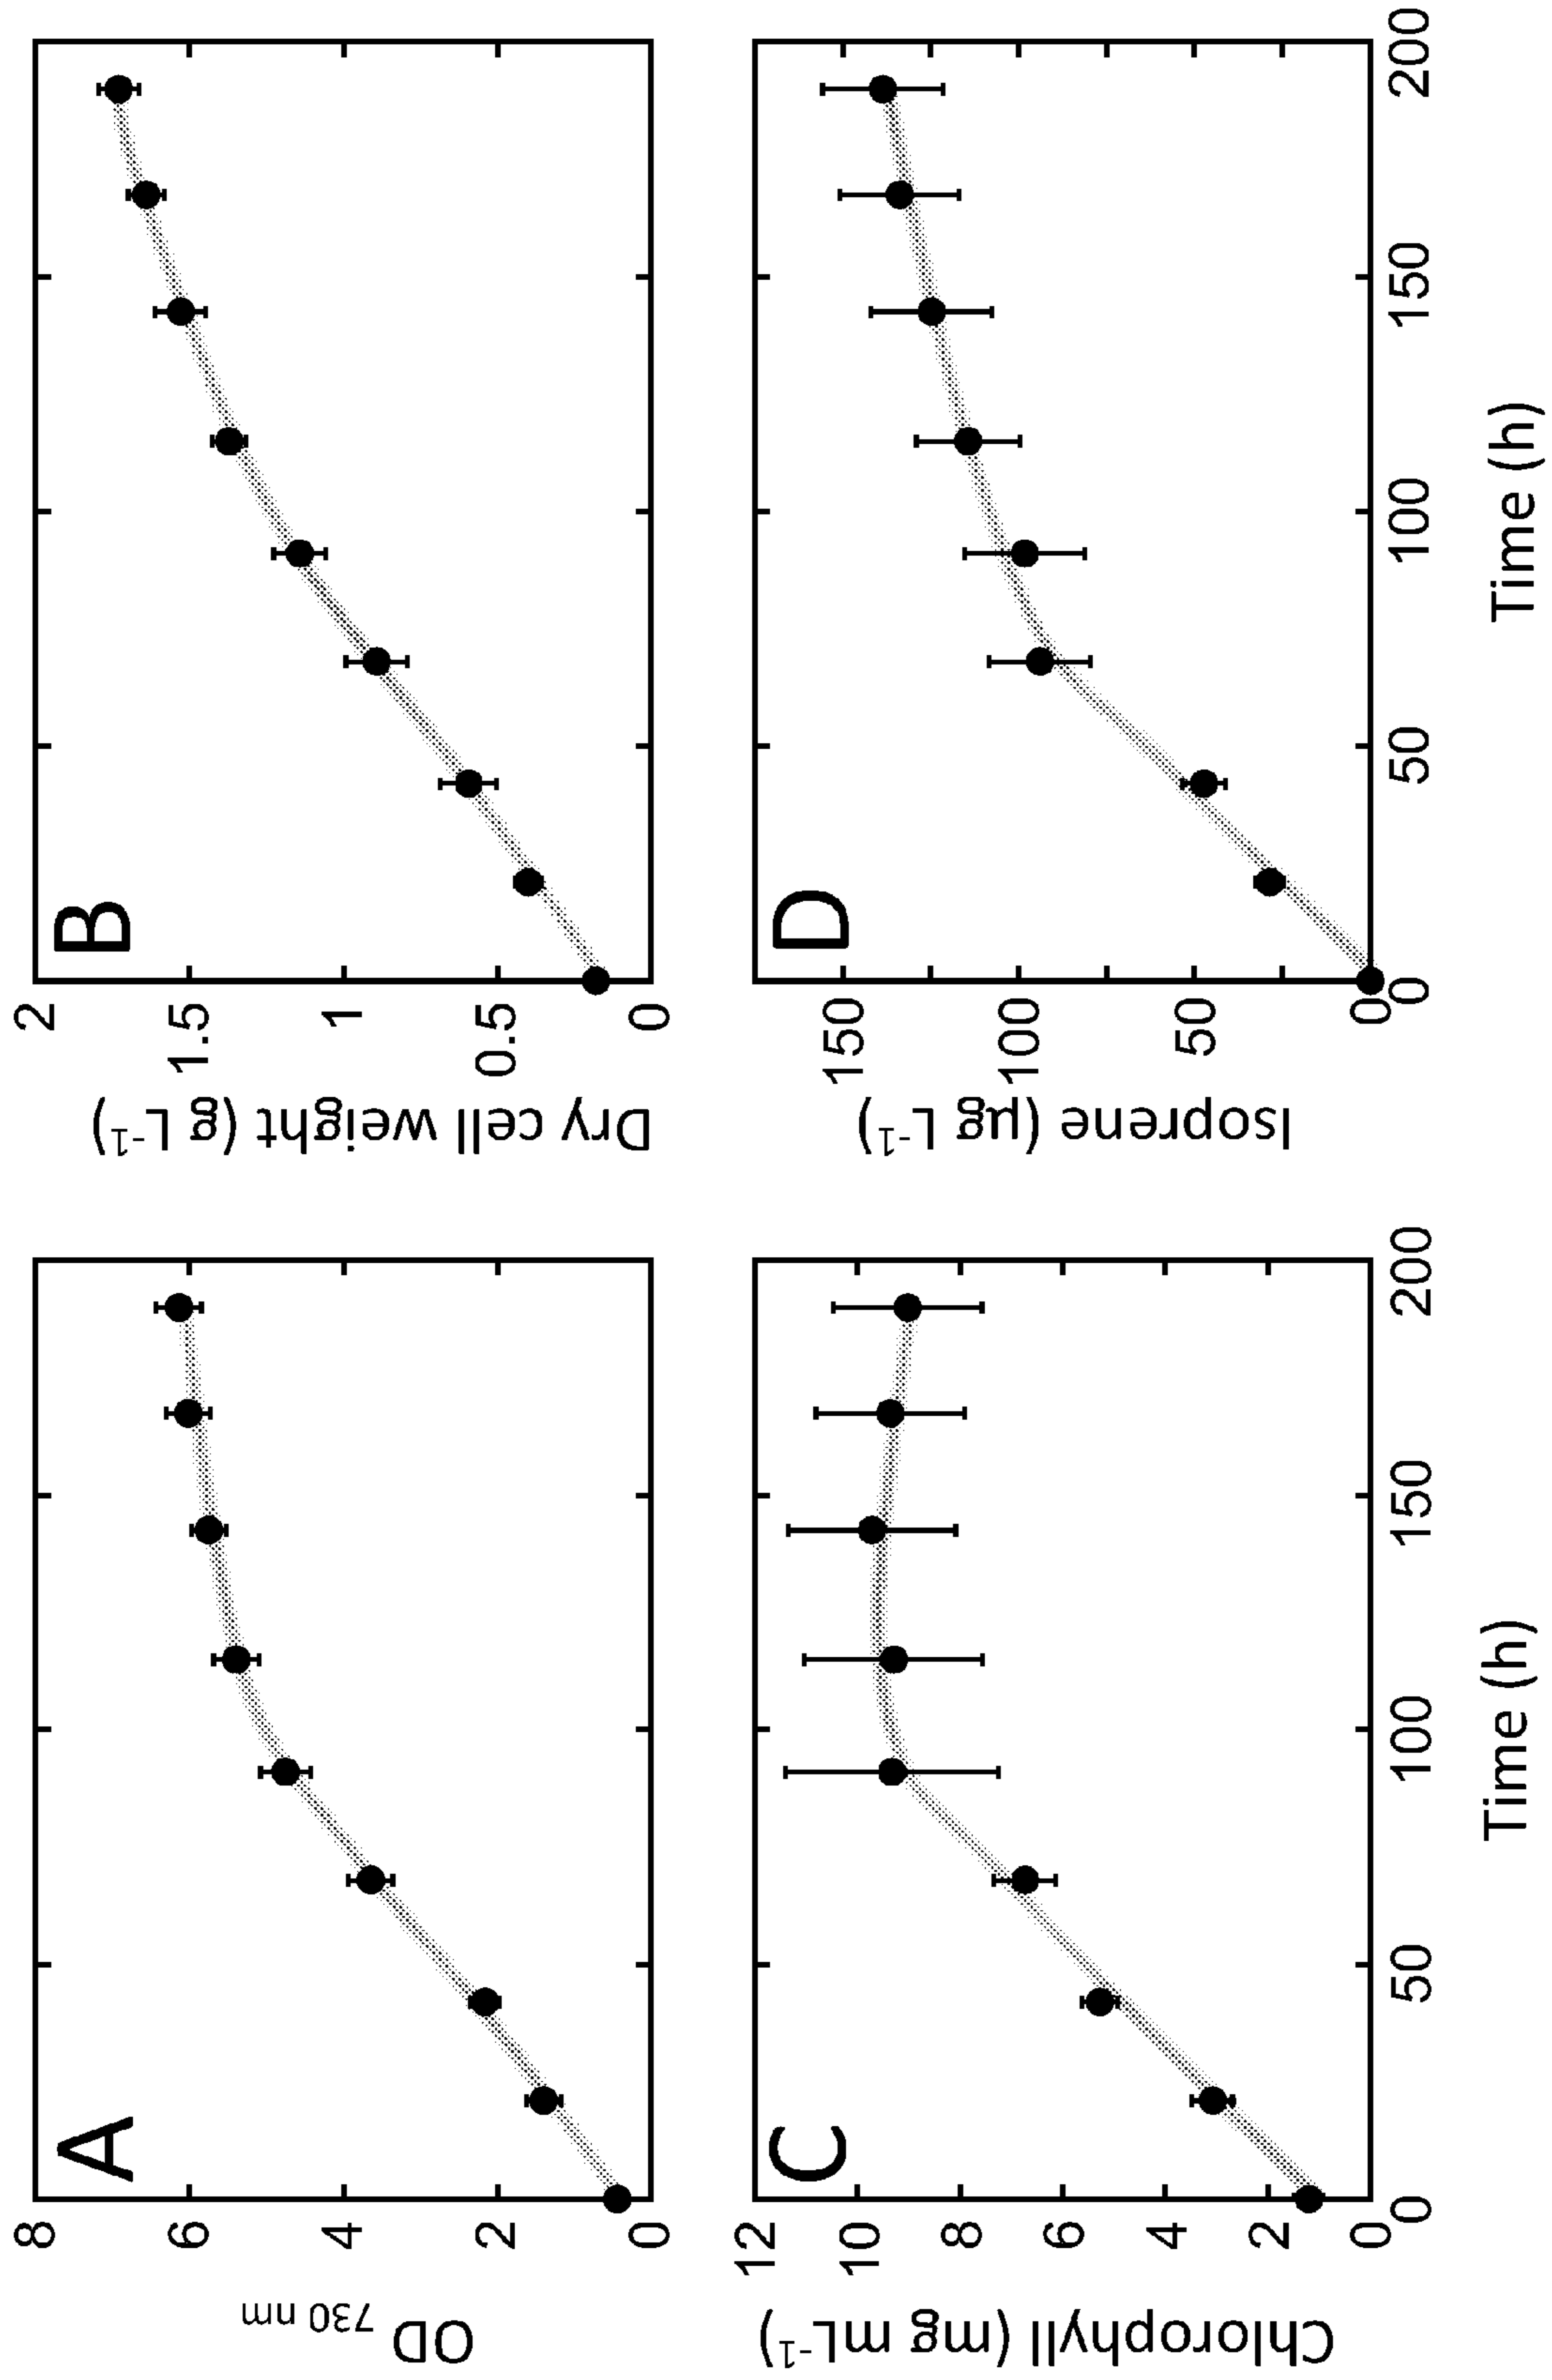 A
8
6
4
2
0
OD 730 nm
B
2
1.5
1
0.5
0
Dry cell weight (g L-1)
C
12
10
8
6
4
2
0
Chlorophyll (mg mL-1)
0 50 100 150 200
Time (h)
D
150
100
50
0
Isoprene (µg L-1)
0 50 100 150 200
Time (h)